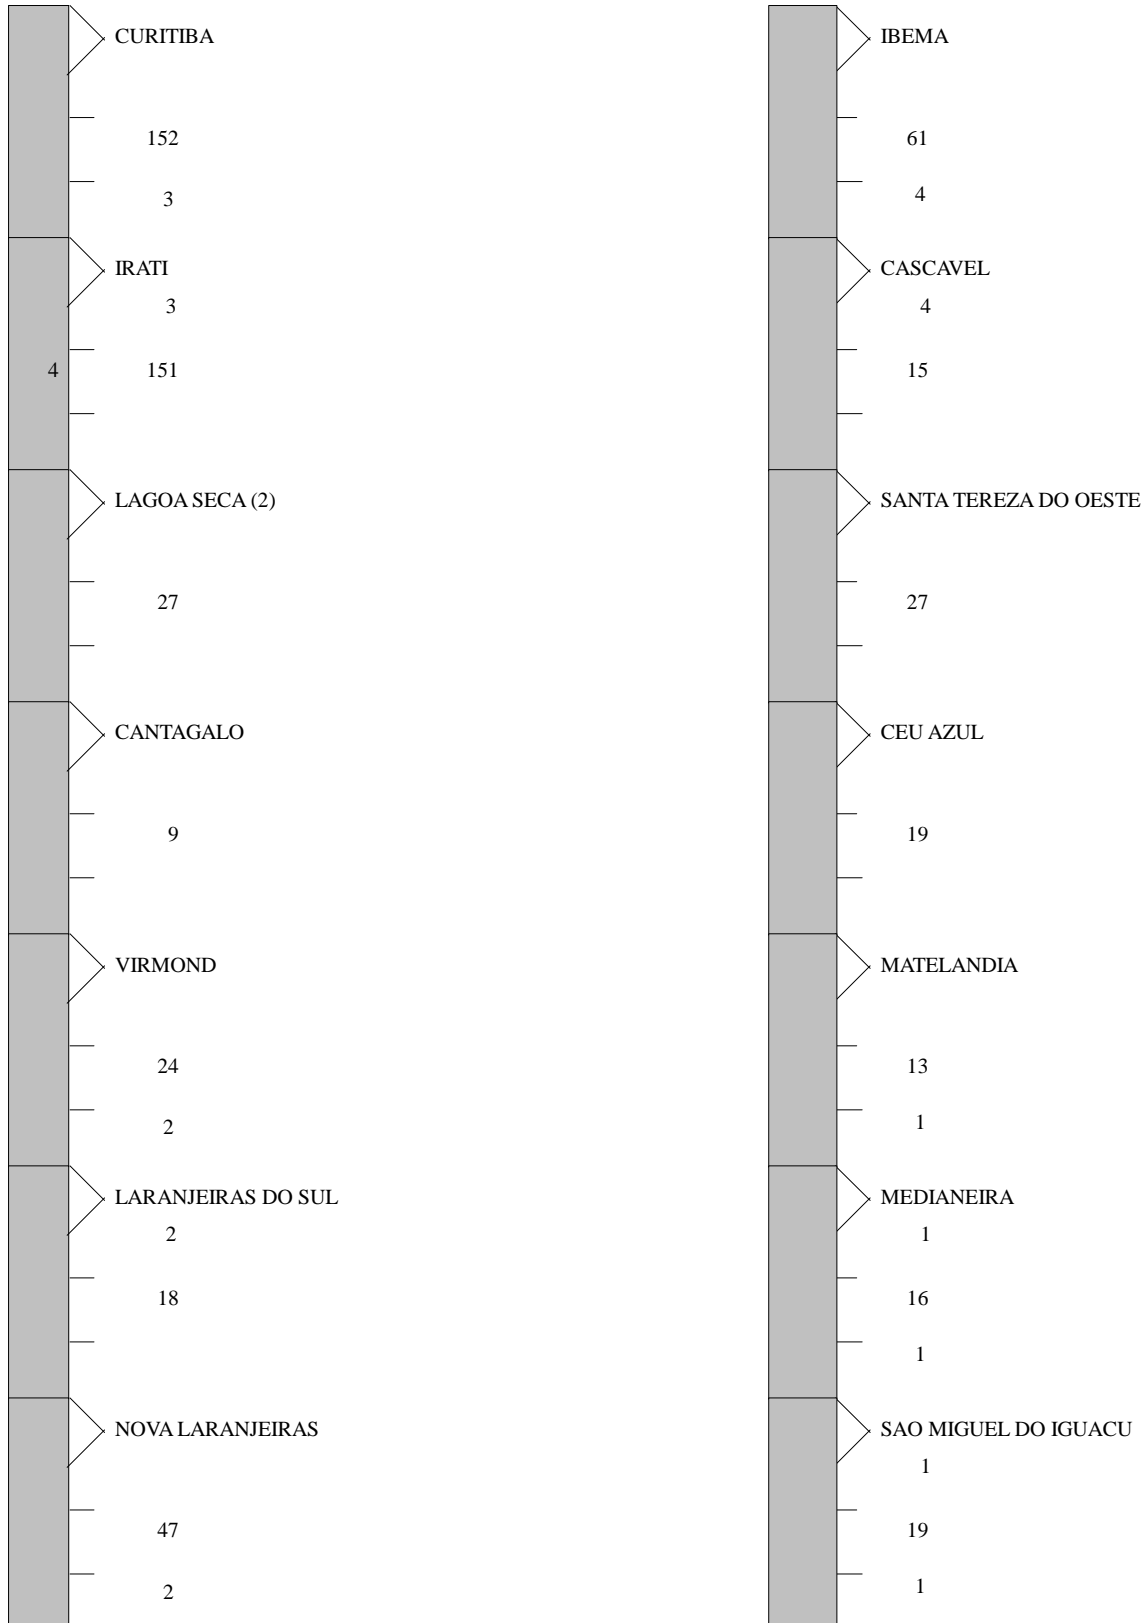 CURITIBA
152
3
IRATI
3
4 151
LAGOA SECA (2)
27
CANTAGALO
9
VIRMOND
24
2
LARANJEIRAS DO SUL
2
18
NOVA LARANJEIRAS
47
2
IBEMA
61
4
CASCAVEL
4
15
SANTA TEREZA DO OESTE
27
CEU AZUL
19
MATELANDIA
13
1
MEDIANEIRA
1
16
1
SAO MIGUEL DO IGUACU
1
19
1